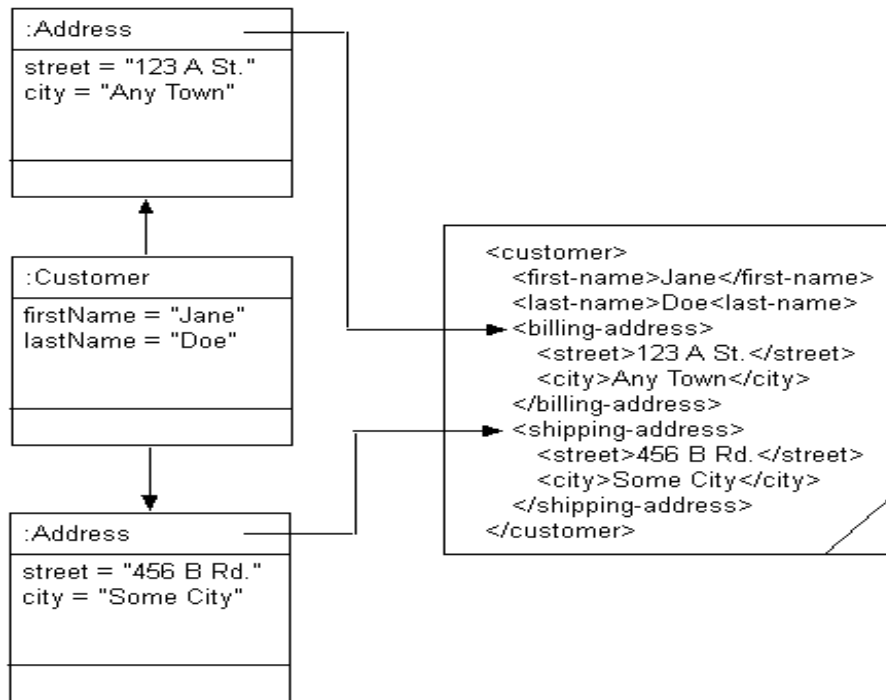 :Address
street = "123 A St."
city = "Any Town"
:Customer
firstName = "Jane"
lastName = "Doe"
:Address
street = "456 B Rd."
city = "Some City"
<customer>
<first-name>Jane</first-name>
<last-name>Doe<last-name>
<billing-address>
<street>123 A St.</street>
<city>Any Town</city>
</billing-address>
<shipping-address>
<street>456 B Rd.</street>
<city>Some City</city>
</shipping-address>
</customer>